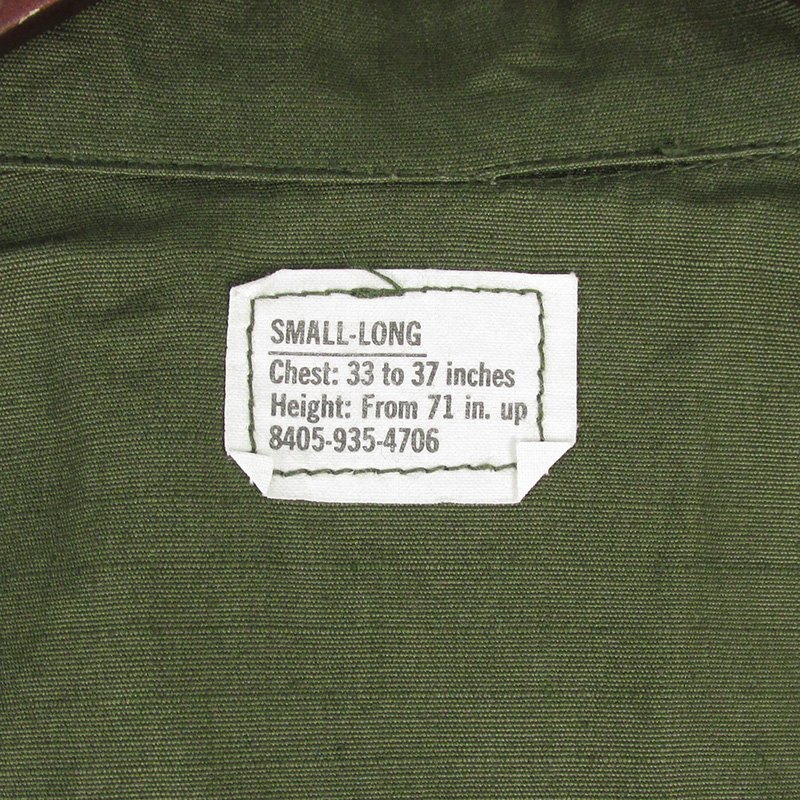 SMALL-LONG
Chest: 33 to 37 inches
Height: From 71 in. up
8405-935-4706